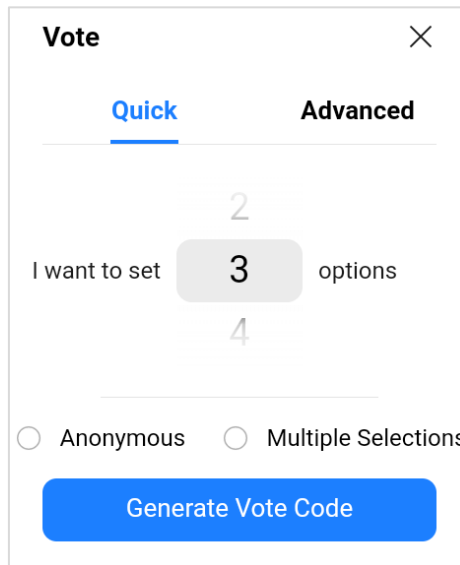 Vote
Quick Advanced
2
I want to set 3 options
4
Anonymous Multiple Selections
Generate Vote Code